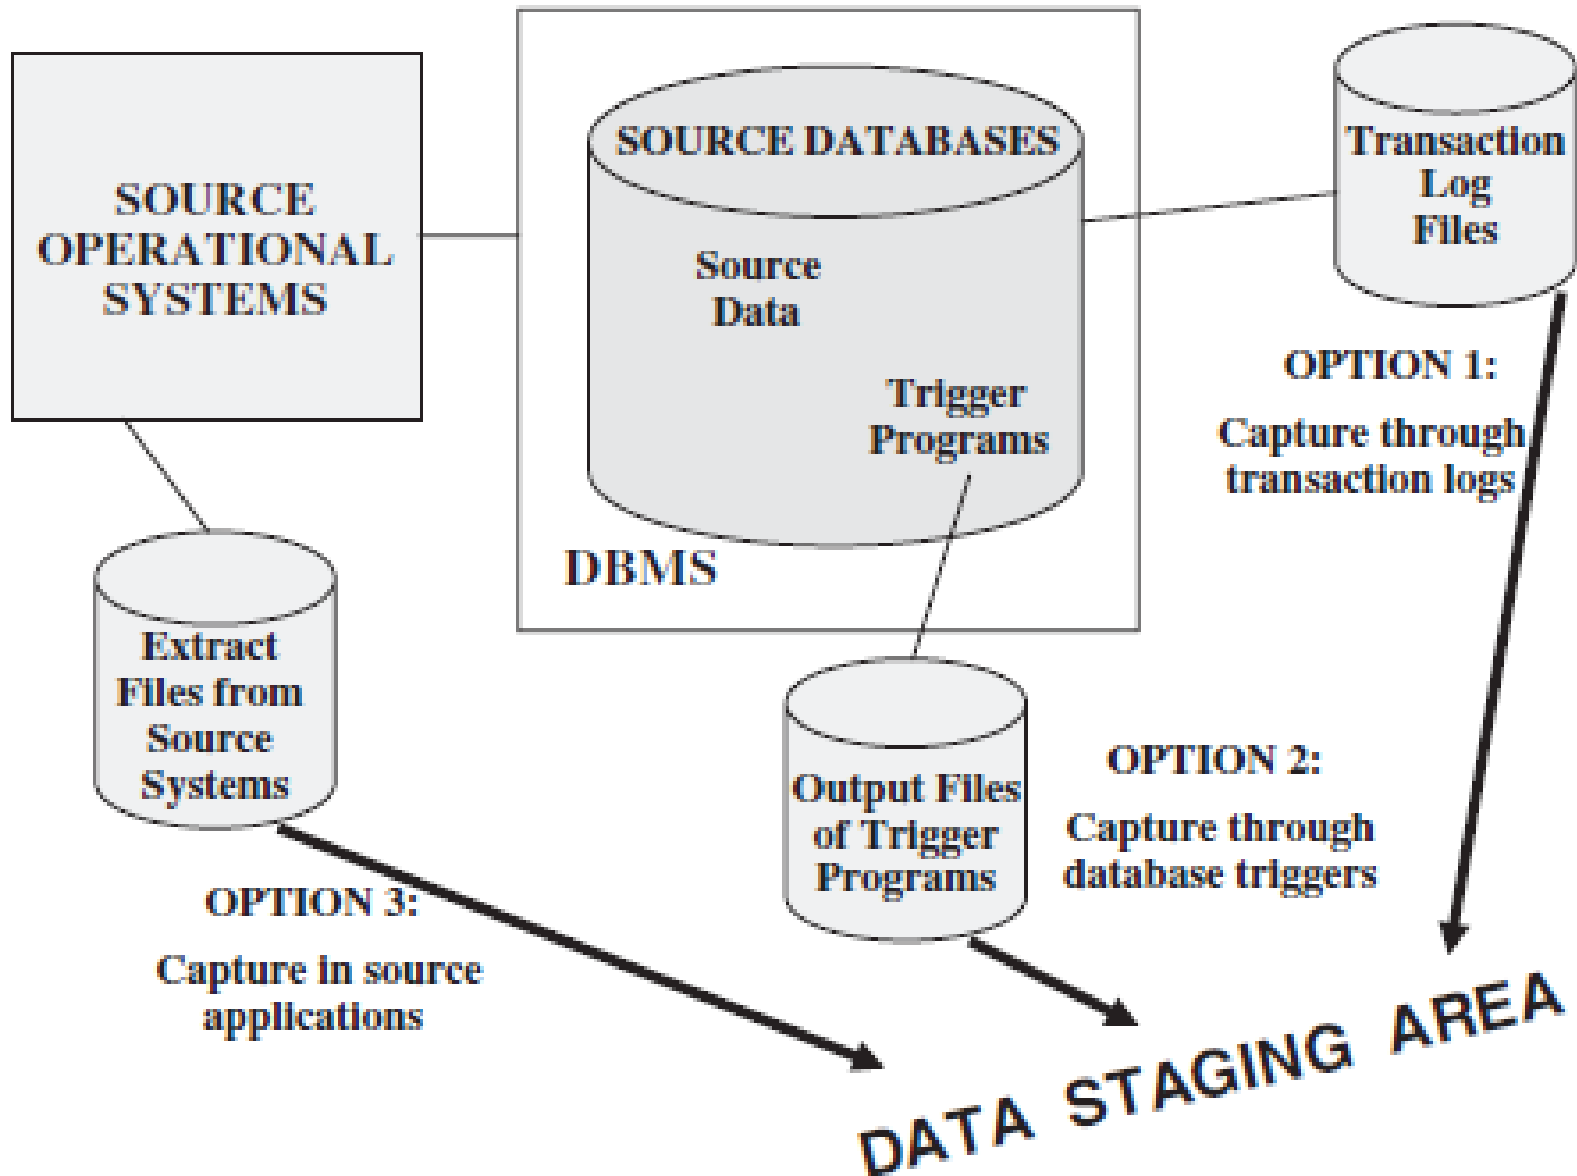 SOURCE
OPERATIONAL
SYSTEMS
SOURCE DATABASES
Source
Data
Trigger
Programs
DBMS
Transaction
Log
Files
OPTION 1:
Capture through
transaction logs
Extract
Files from
Source
Systems
Output Files
of Trigger
Programs
OPTION 2:
Capture through
database triggers
OPTION 3:
Capture in source
applications
DATA STAGING AREA